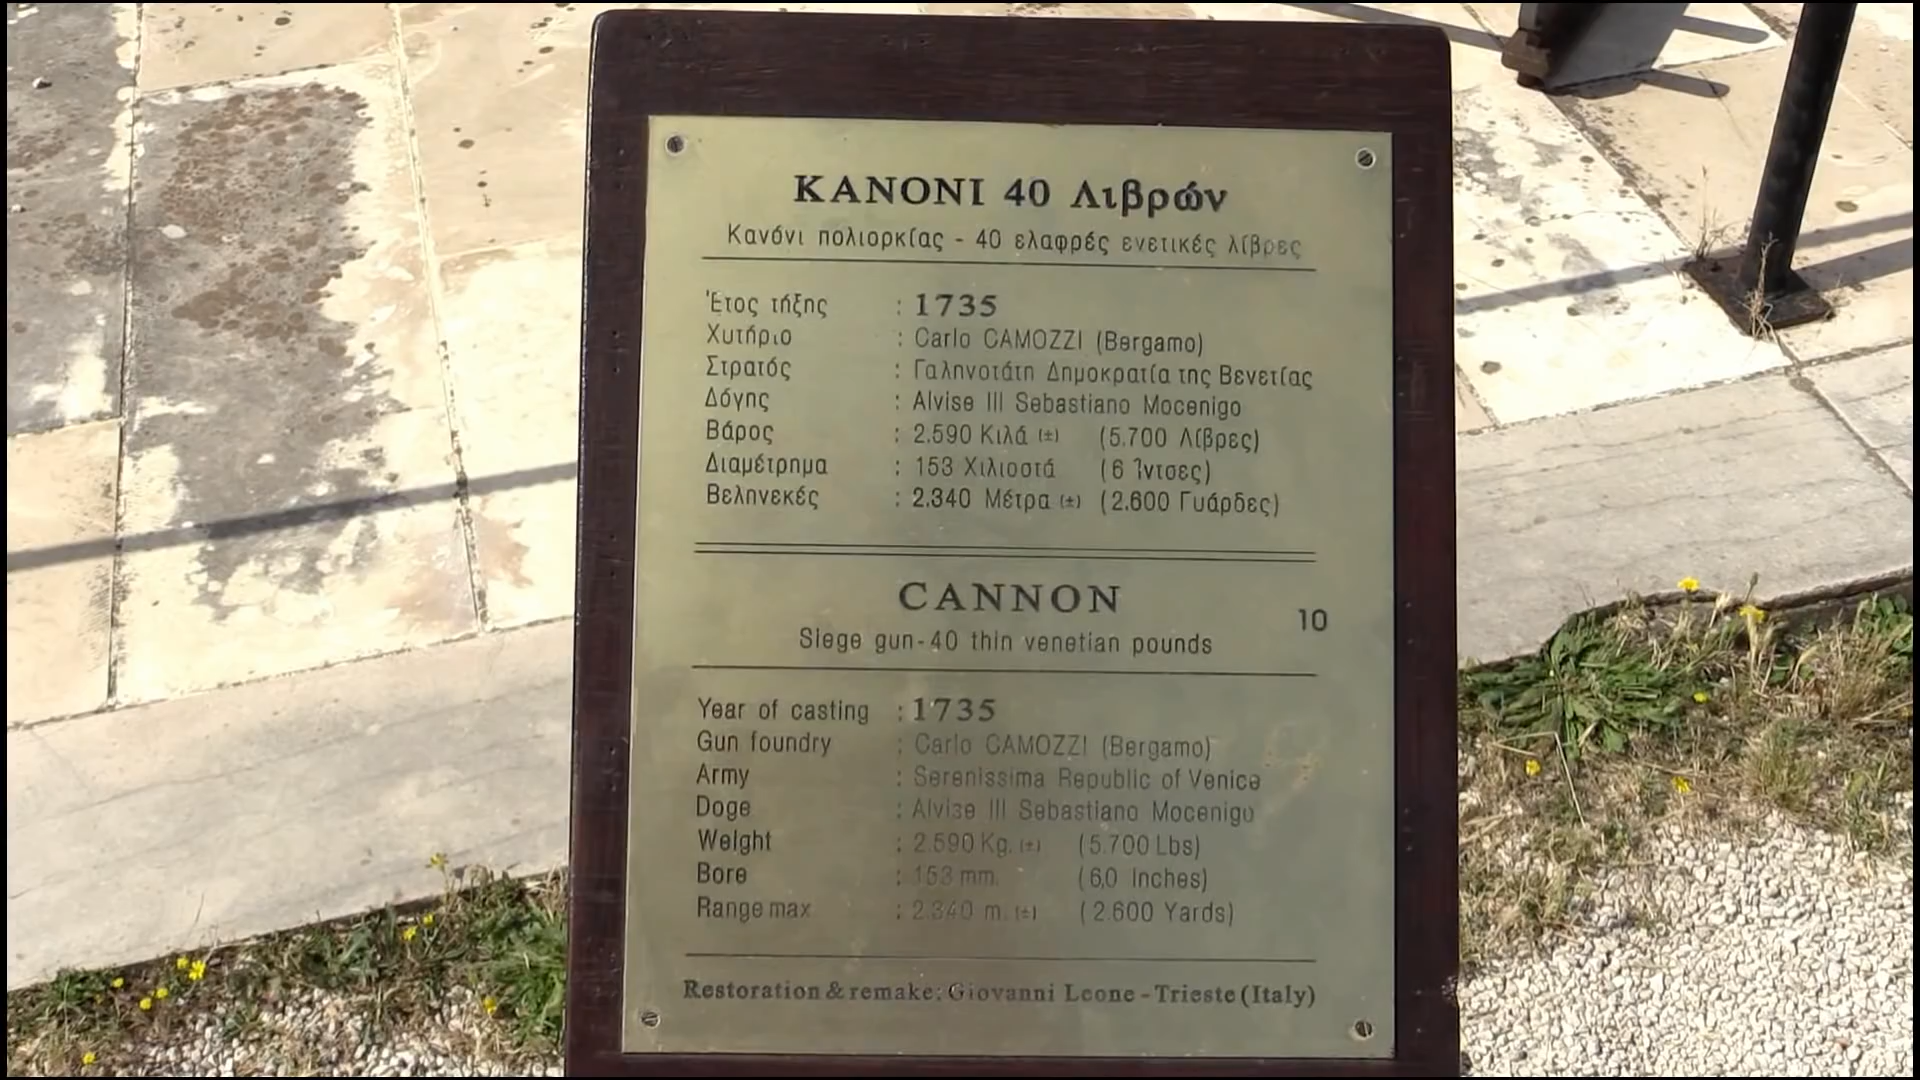 ΚΑΝΟΝΙ 40 Λιβρών
Κανόνι πολιορκίας - 40 ελαφρές ενετικές λίβρες
Έτος τήξης : 1735
Χυτήριο : Carlo CAMOZZI (Bergamo)
Στρατός : Γαληνοτάτη Δημοκρατία της Βενετίας
Δόγης : Alvise III Sebastiano Mocenigo
Βάρος : 2.590 Κιλά (±) (5.700 Λίβρες)
Διαμέτρημα : 153 Χιλιοστά (6 Ίντσες)
Βεληνεκές : 2.340 Μέτρα (±) (2.600 Γυάρδες)
CANNON
10
Siege gun-40 thin venetian pounds
Year of casting : 1735
Gun foundry : Carlo CAMOZZI (Bergamo)
Army : Serenissima Republic of Venice
Doge : Alvise III Sebastiano Mocenigo
Weight : 2.590 Kg. (±) (5.700 Lbs)
Bore : 153 mm. (6,0 Inches)
Range max : 2.340 m. (±) (2.600 Yards)
Restoration & remake: Giovanni Leone - Trieste (Italy)